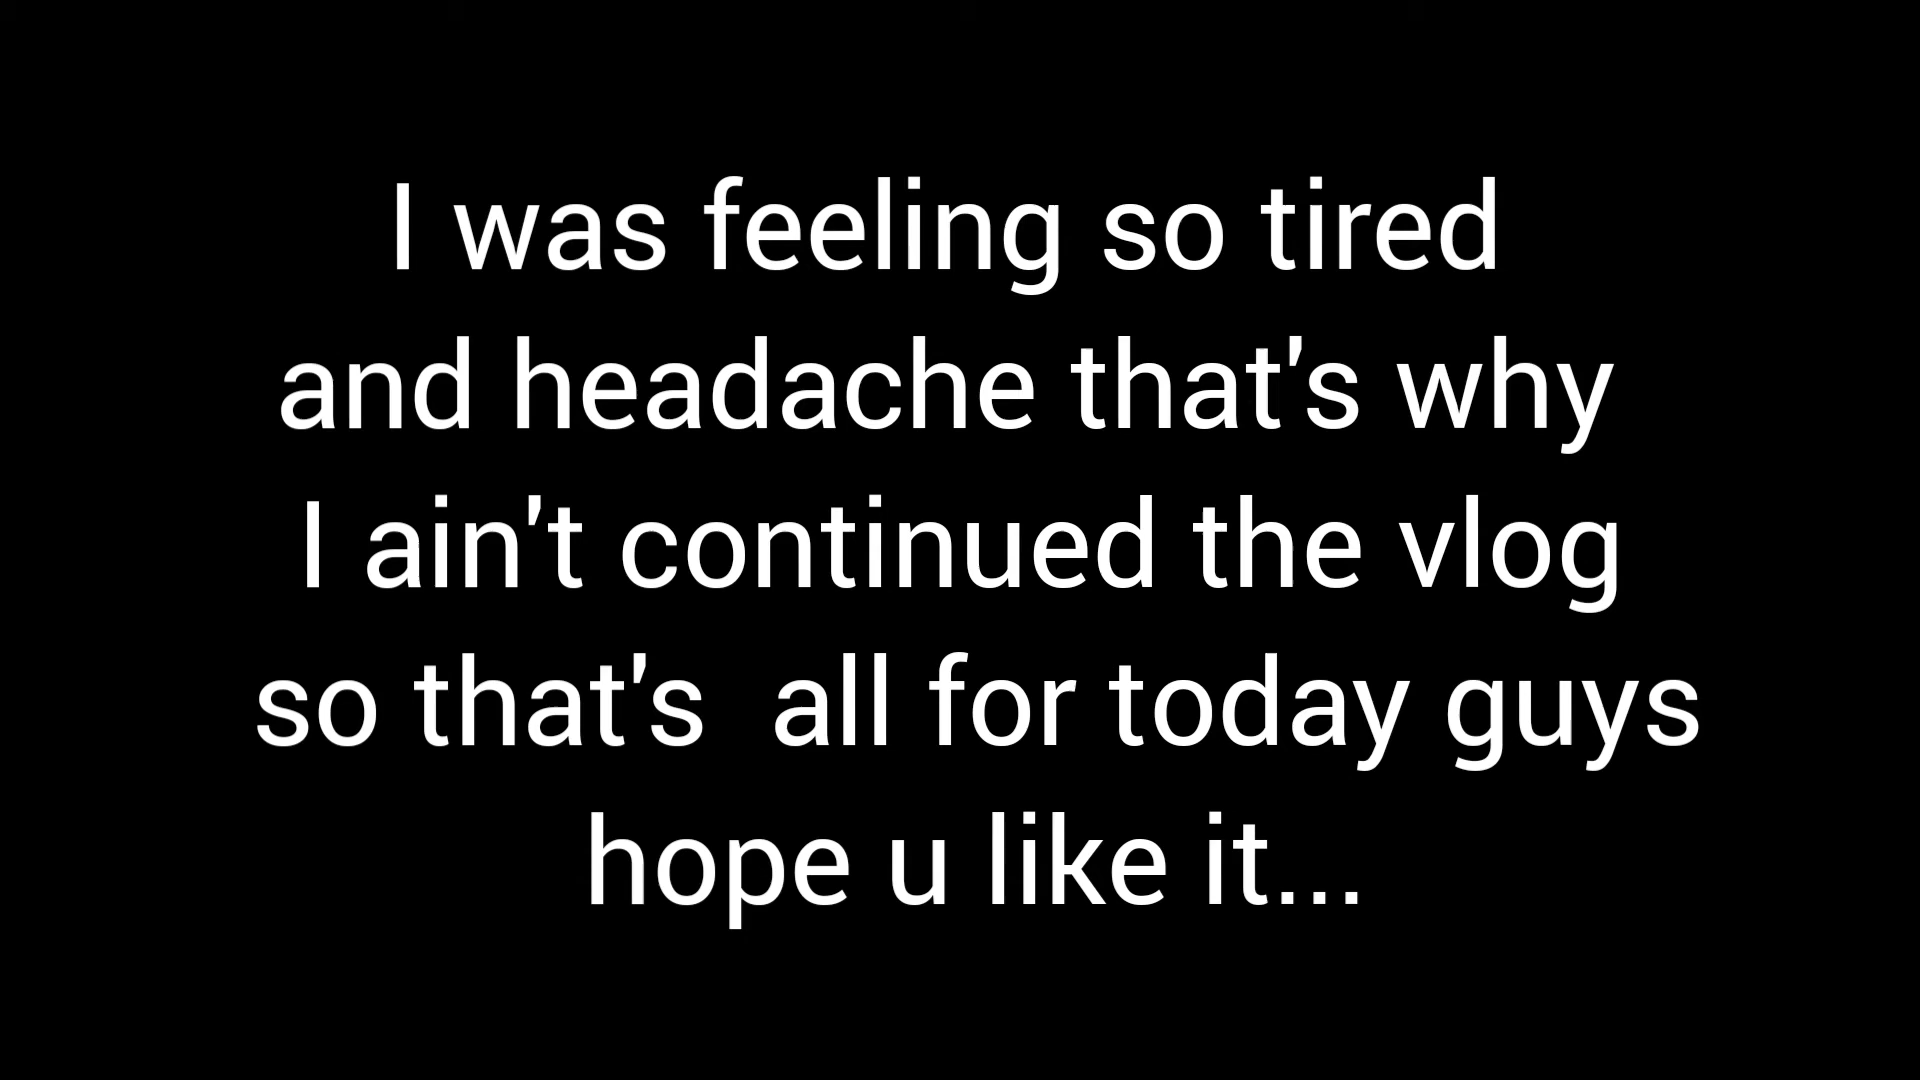 I was feeling so tired
and headache that's why
I ain't continued the vlog
so that's  all for today guys
hope u like it...